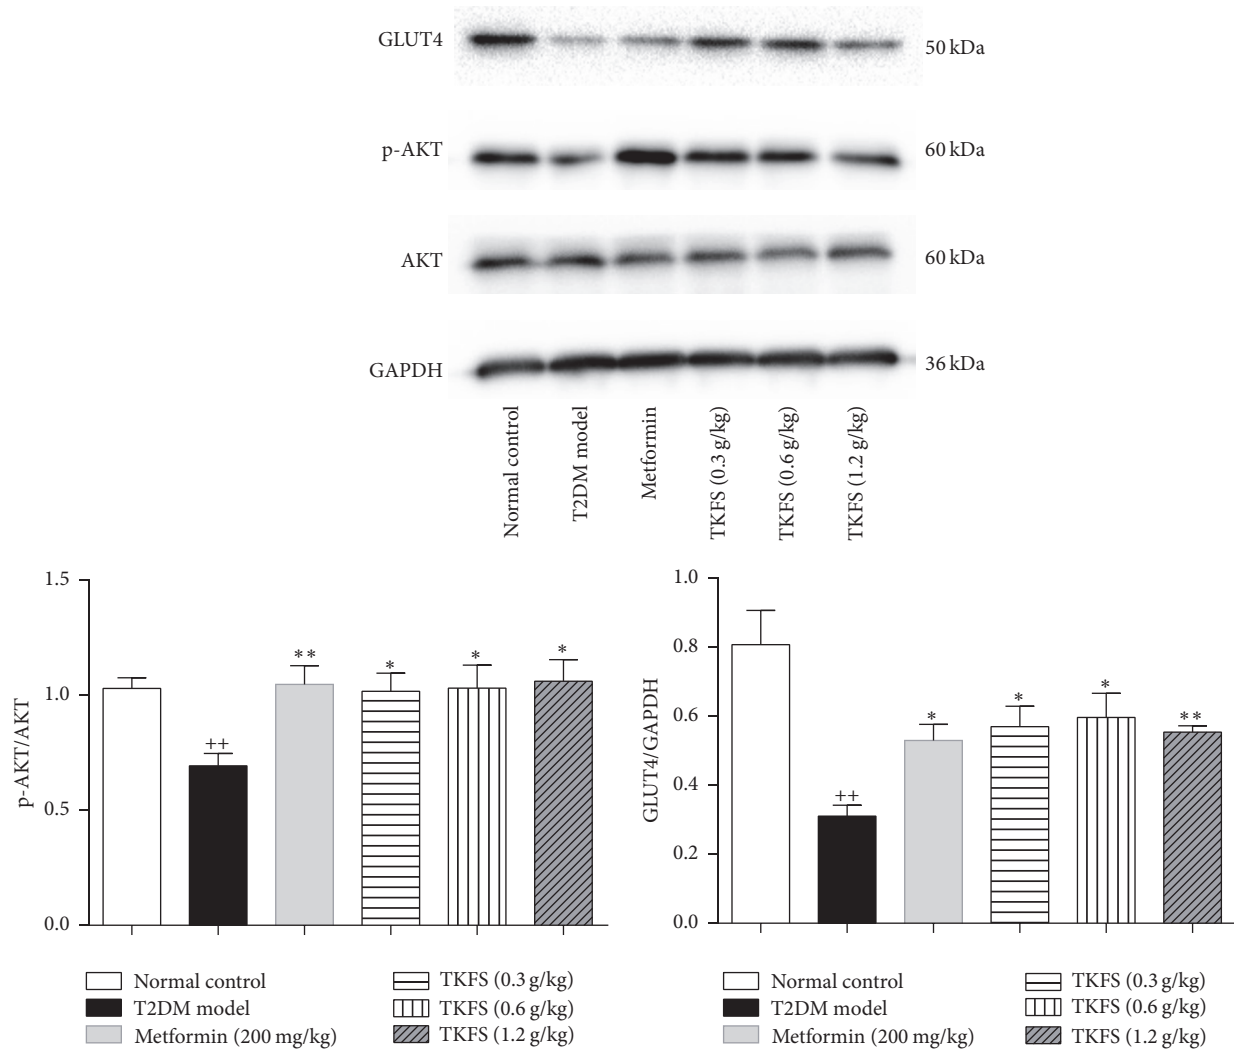 GLUT4
50 kDa
p-AKT
60 kDa
AKT
60 kDa
GAPDH
36 kDa
Normal control
T2DM model
Metformin
TKFS (0.3 g/kg)
TKFS (0.6 g/kg)
TKFS (1.2 g/kg)
p-AKT/AKT
1.5
1.0
0.5
0.0
++
**
*
*
*
Normal control
T2DM model
Metformin (200 mg/kg)
TKFS (0.3 g/kg)
TKFS (0.6 g/kg)
TKFS (1.2 g/kg)
GLUT4/GAPDH
1.0
0.8
0.6
0.4
0.2
0.0
++
*
*
*
**
Normal control
T2DM model
Metformin (200 mg/kg)
TKFS (0.3 g/kg)
TKFS (0.6 g/kg)
TKFS (1.2 g/kg)